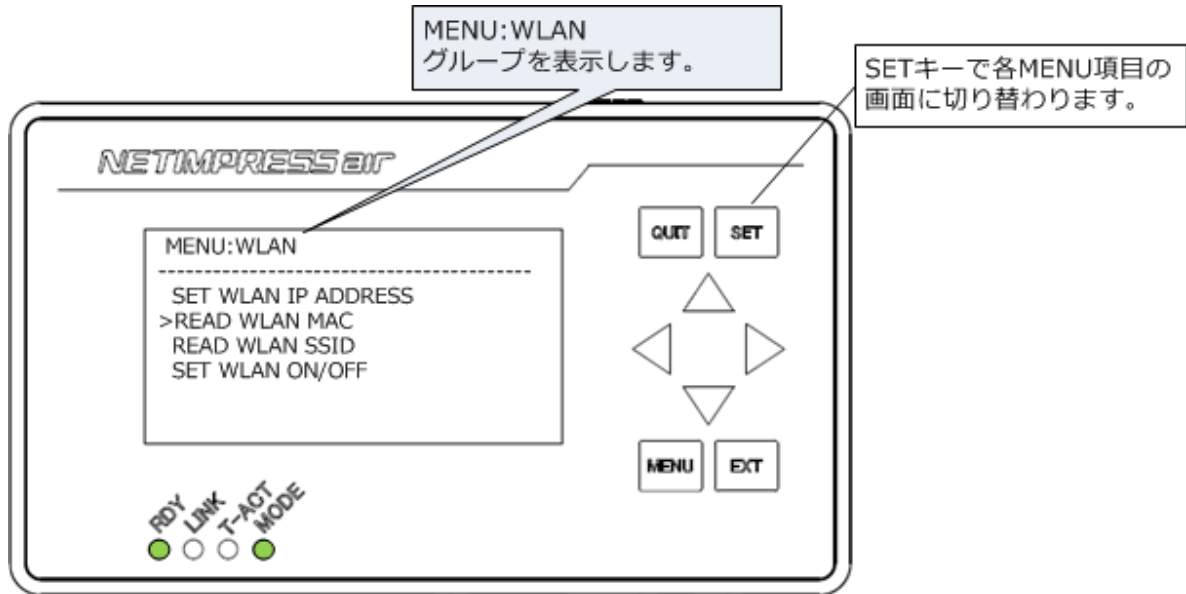 MENU:WLAN
グループを表示します。
SETキーで各MENU項目の
画面に切り替わります。
NETIMPRESS air
QUIT SET
MENU:WLAN
---------------------------------------
SET WLAN IP ADDRESS
>READ WLAN MAC
READ WLAN SSID
SET WLAN ON/OFF
MENU EXT
RDY LINK T-ACT MODE